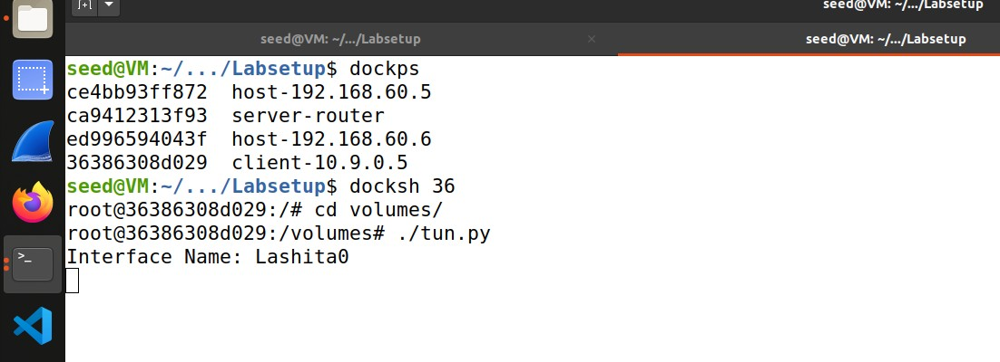 seed@VM: ~/.../Labsetup
seed@VM: ~/.../Labsetup
seed@VM: ~/.../Labsetup
seed@VM:~/.../Labsetup$ dockps
ce4bb93ff872  host-192.168.60.5
ca9412313f93  server-router
ed996594043f  host-192.168.60.6
36386308d029  client-10.9.0.5
seed@VM:~/.../Labsetup$ docksh 36
root@36386308d029:/# cd volumes/
root@36386308d029:/volumes# ./tun.py
Interface Name: Lashita0